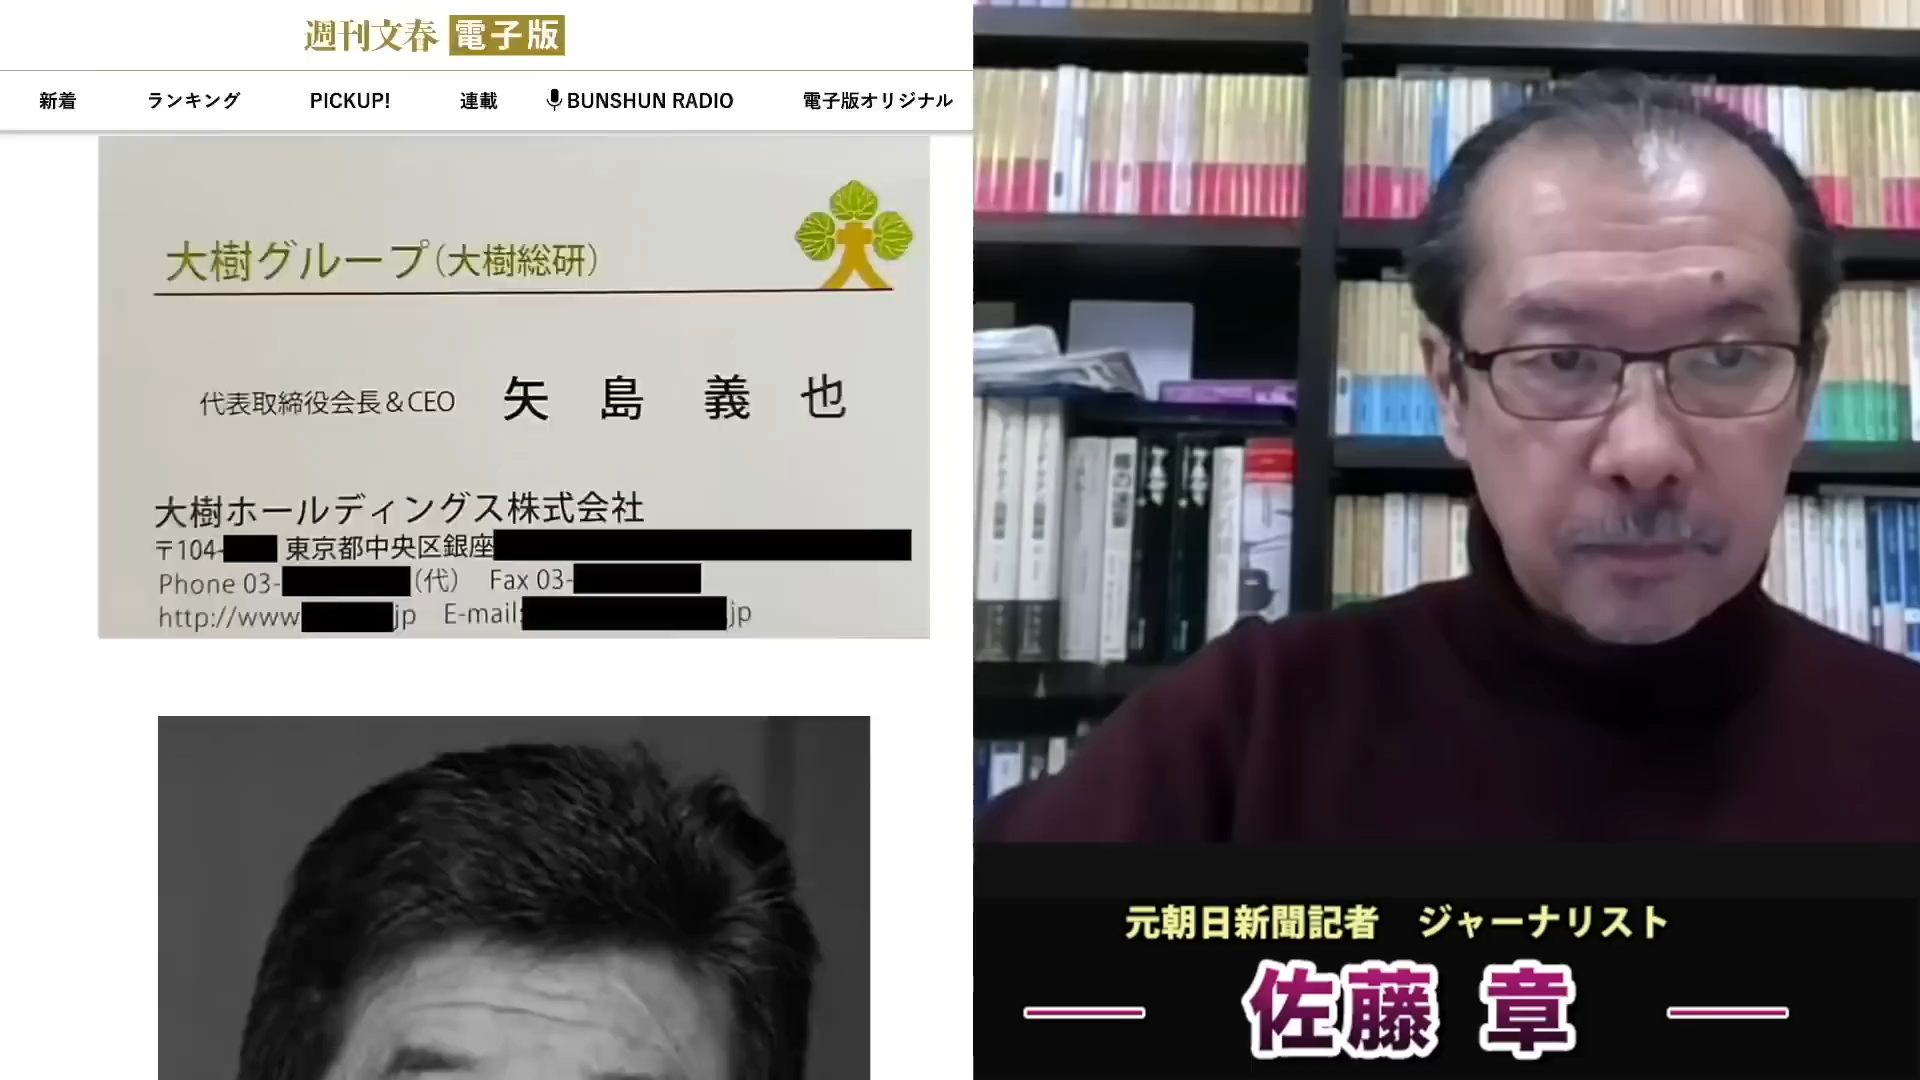 週刊文春 電子版
新着 ランキング PICKUP! 連載 BUNSHUN RADIO 電子版オリジナル
大樹グループ(大樹総研)
代表取締役会長&CEO 矢島義也
大樹ホールディングス株式会社
〒104- 東京都中央区銀座
Phone 03- (代) Fax 03-
http://www jp E-mail: .jp
元朝日新聞記者 ジャーナリスト
佐藤 章